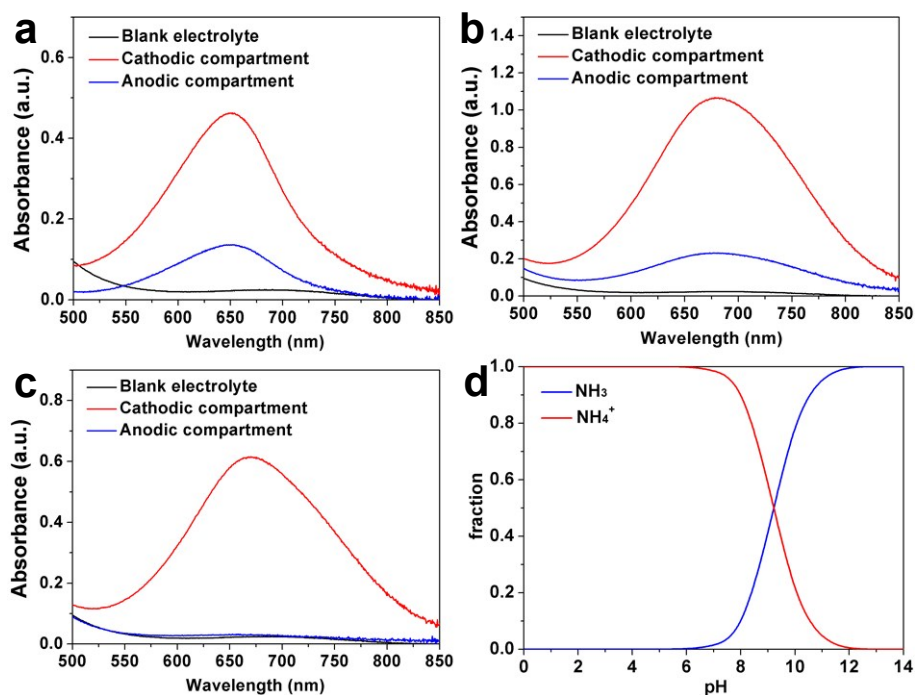 a
Blank electrolyte
Cathodic compartment
Anodic compartment
Absorbance (a.u.)
0.6
0.4
0.2
0.0
500 550 600 650 700 750 800 850
Wavelength (nm)
b
Blank electrolyte
Cathodic compartment
Anodic compartment
Absorbance (a.u.)
1.4
1.2
1.0
0.8
0.6
0.4
0.2
0.0
500 550 600 650 700 750 800 850
Wavelength (nm)
c
Blank electrolyte
Cathodic compartment
Anodic compartment
Absorbance (a.u.)
0.8
0.6
0.4
0.2
0.0
500 550 600 650 700 750 800 850
Wavelength (nm)
d
NH₃
NH₄⁺
fraction
1.0
0.8
0.6
0.4
0.2
0.0
0 2 4 6 8 10 12 14
pH